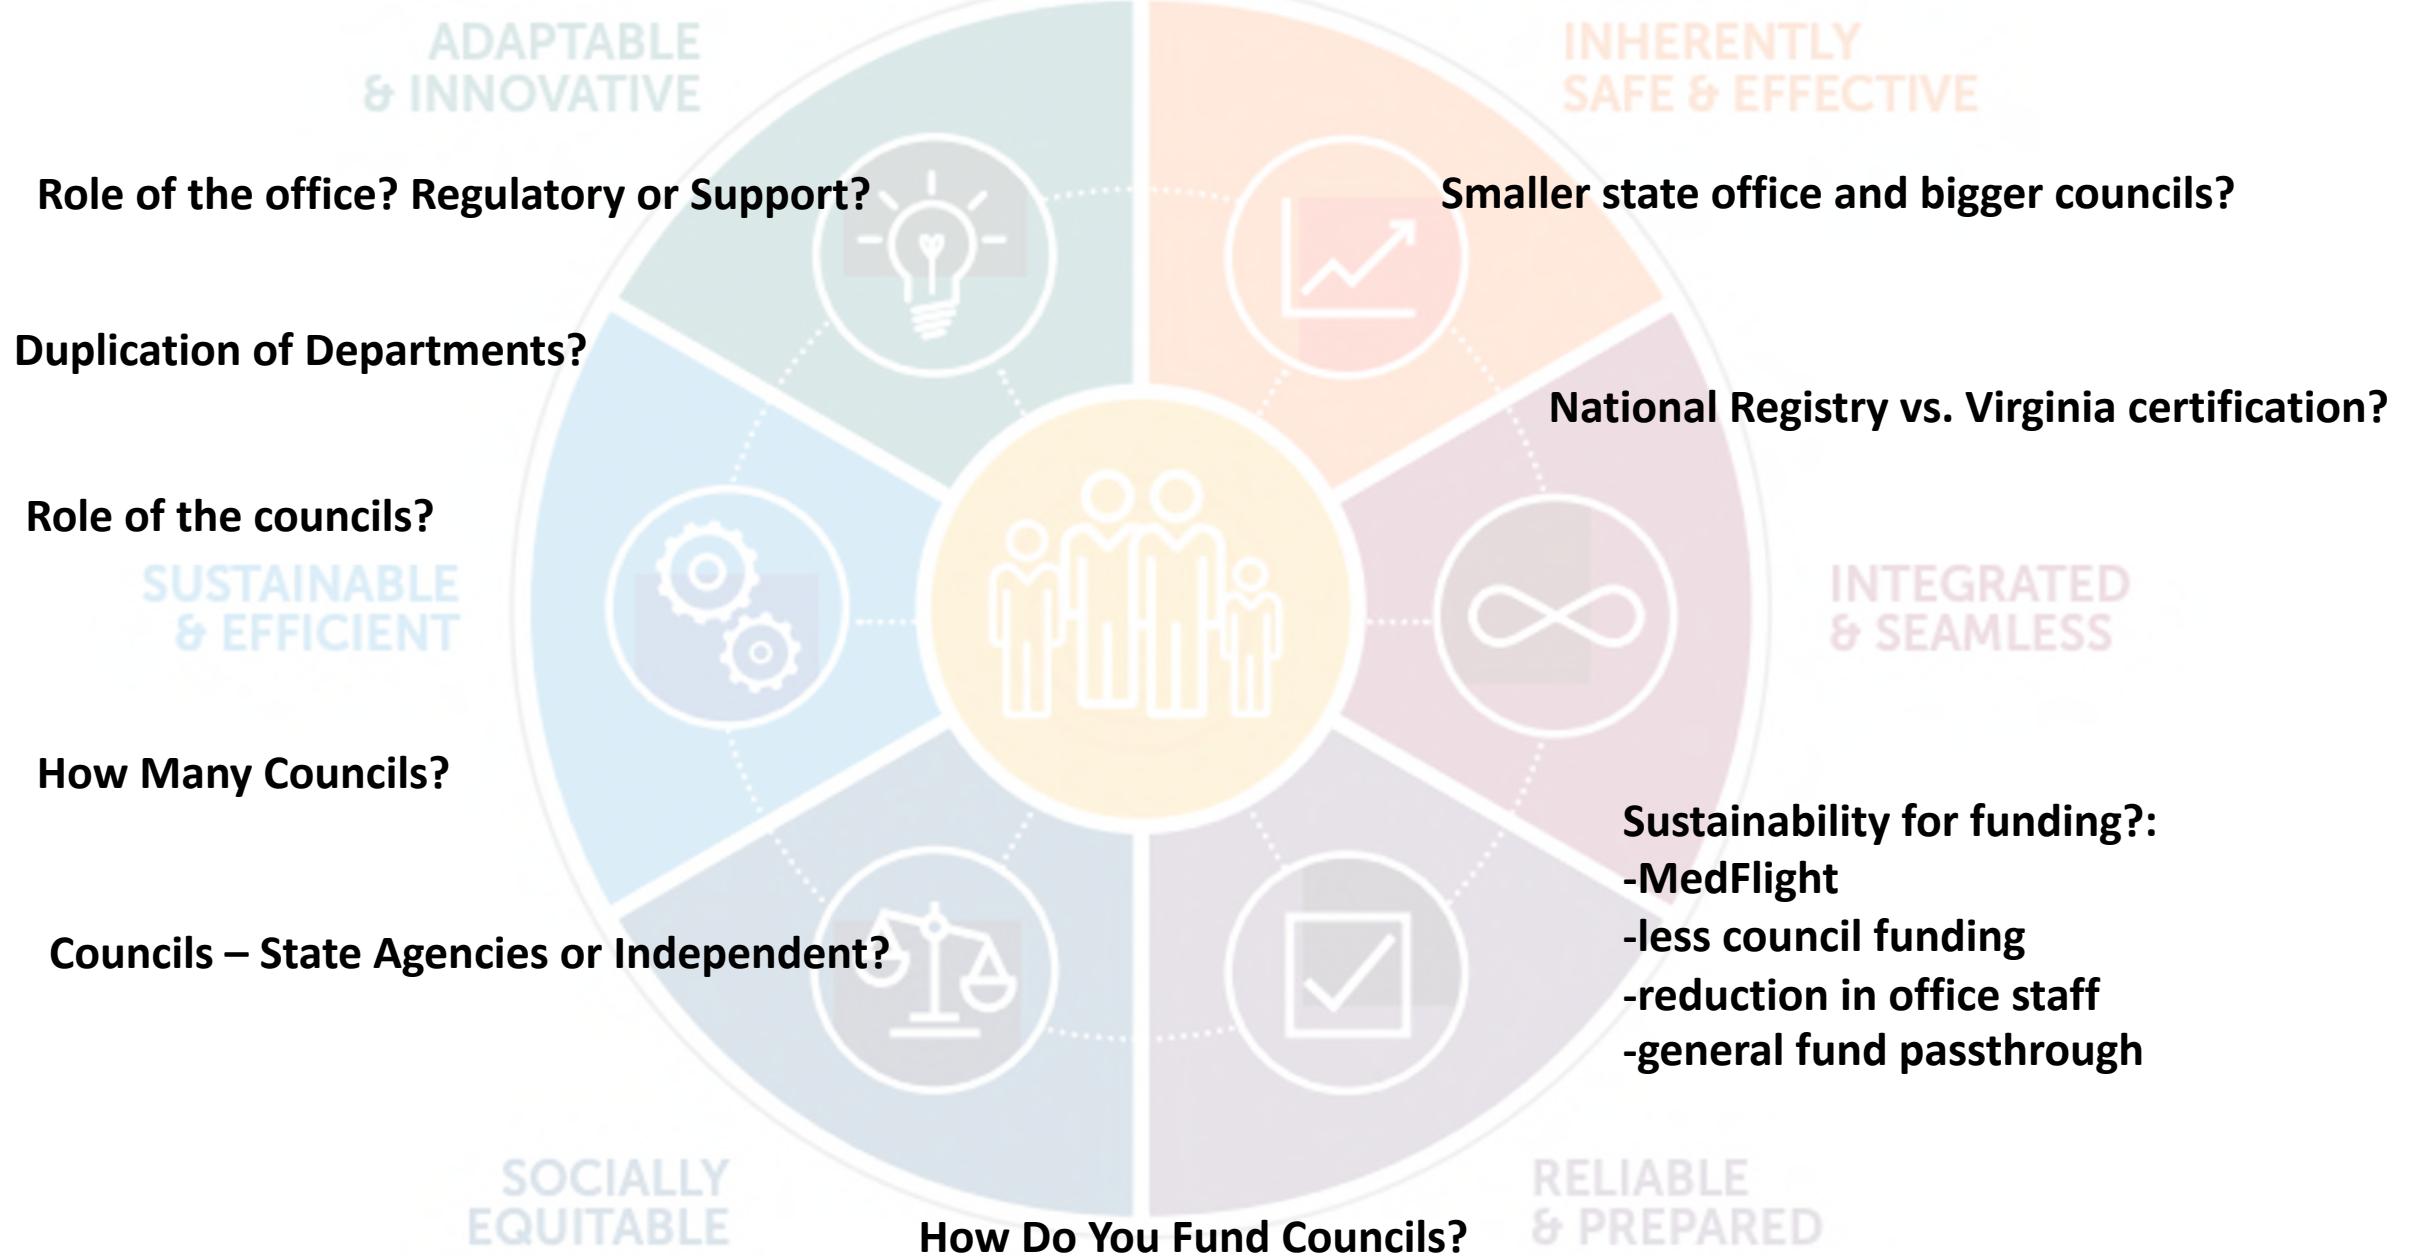 ADAPTABLE
& INNOVATIVE
INHERENTLY
SAFE & EFFECTIVE
Role of the office? Regulatory or Support?
Smaller state office and bigger councils?
Duplication of Departments?
National Registry vs. Virginia certification?
Role of the councils?
SUSTAINABLE
& EFFICIENT
INTEGRATED
& SEAMLESS
How Many Councils?
Sustainability for funding?:
-MedFlight
-less council funding
-reduction in office staff
-general fund passthrough
Councils – State Agencies or Independent?
SOCIALLY
EQUITABLE
RELIABLE
& PREPARED
How Do You Fund Councils?